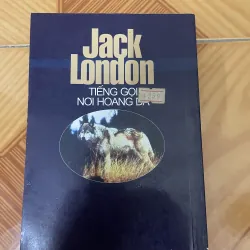 Jack
London
TIẾNG GỌI
NƠI HOANG DÃ